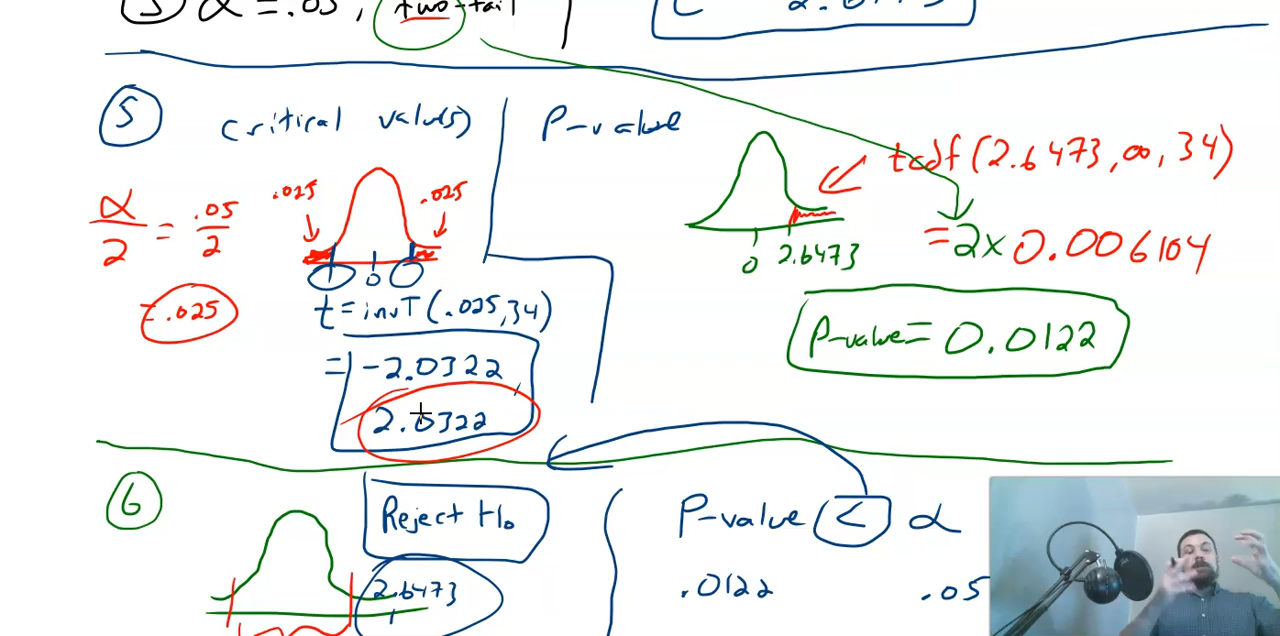 ③ α = .05, two-tail
t 2.6473
⑤ critical value(s)
α/2 = .05/2
= .025
.025 .025
0
t = invT(.025,34)
= -2.0322
2.0322
P-value
tcdf(2.6473,∞,34)
0 2.6473
= 2 × 0.006104
P-value = 0.0122
⑥ Reject H₀
2.6473
P-value < α
.0122 .05